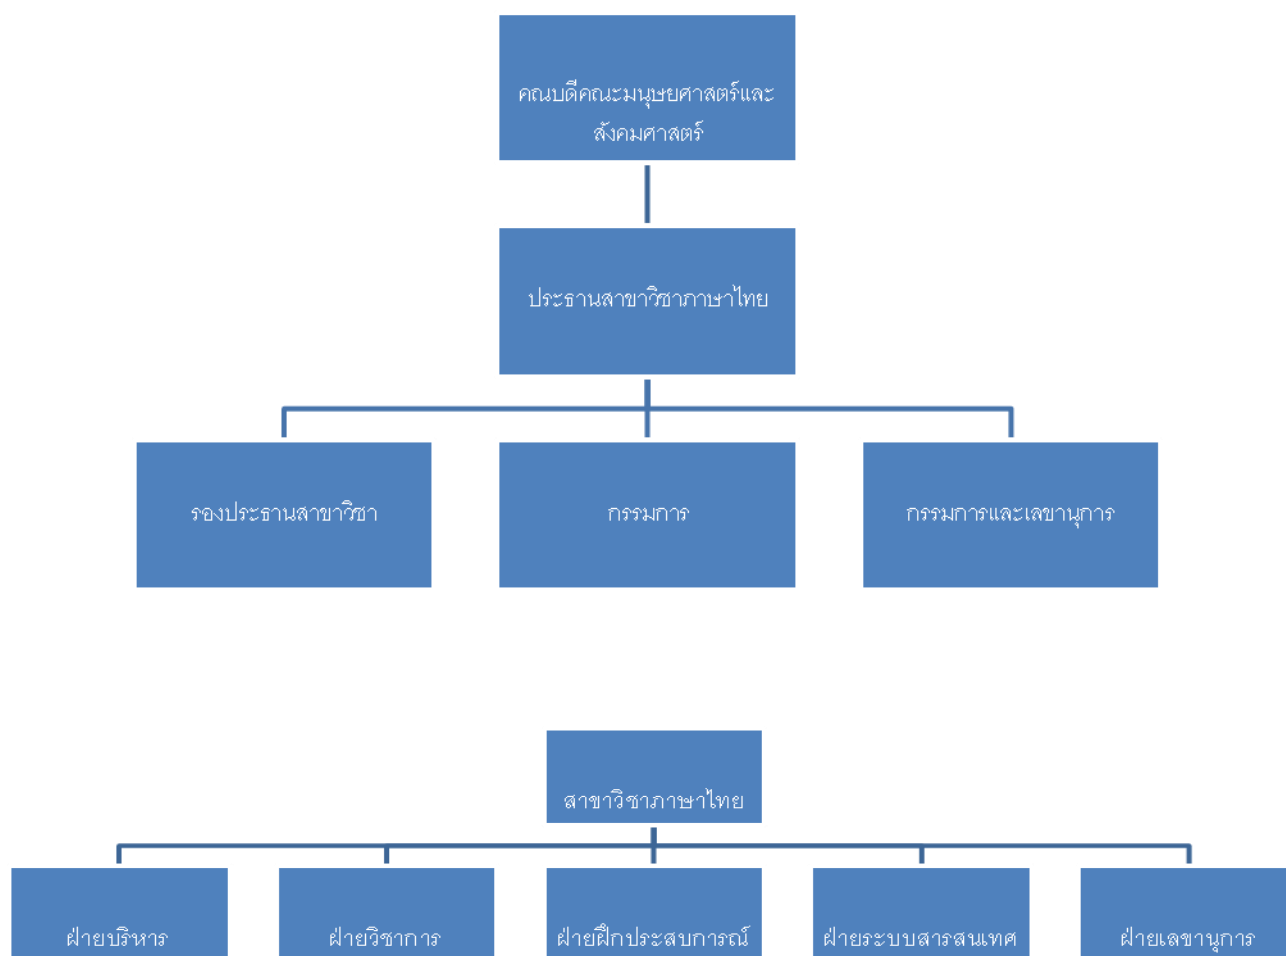 คณบดีคณะมนุษยศาสตร์และ
สังคมศาสตร์
ประธานสาขาวิชาภาษาไทย
รองประธานสาขาวิชา
กรรมการ
กรรมการและเลขานุการ
สาขาวิชาภาษาไทย
ฝ่ายบริหาร
ฝ่ายวิชาการ
ฝ่ายฝึกประสบการณ์
ฝ่ายระบบสารสนเทศ
ฝ่ายเลขานุการ